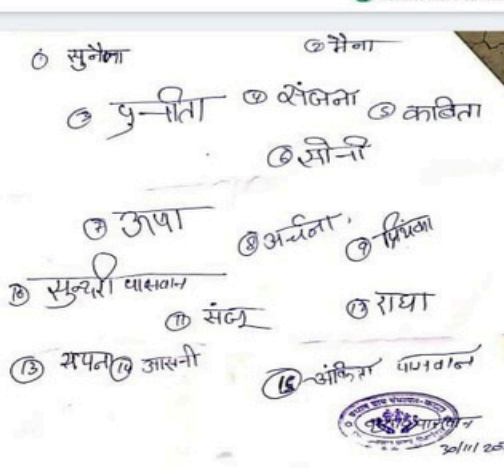 ① सुनैना ② मैना
③ पुनीता ④ संजना ⑤ कविता
⑥ सोनी
⑦ ऊषा ⑧ अर्चना, ⑨ प्रियंका
⑩ सुन्दरी पासवान
⑪ संजू ⑫ राधा
⑬ सपना ⑭ आसनी
⑮ अंकिता पासवान
30/11/20